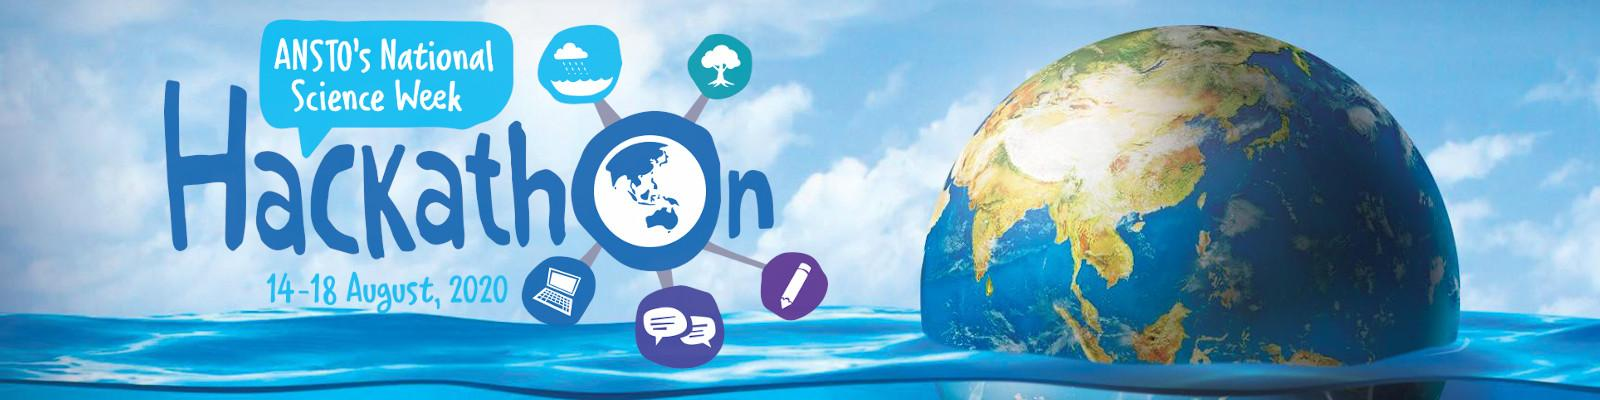 ANSTO's National
Science Week
Hackathon
14-18 August, 2020